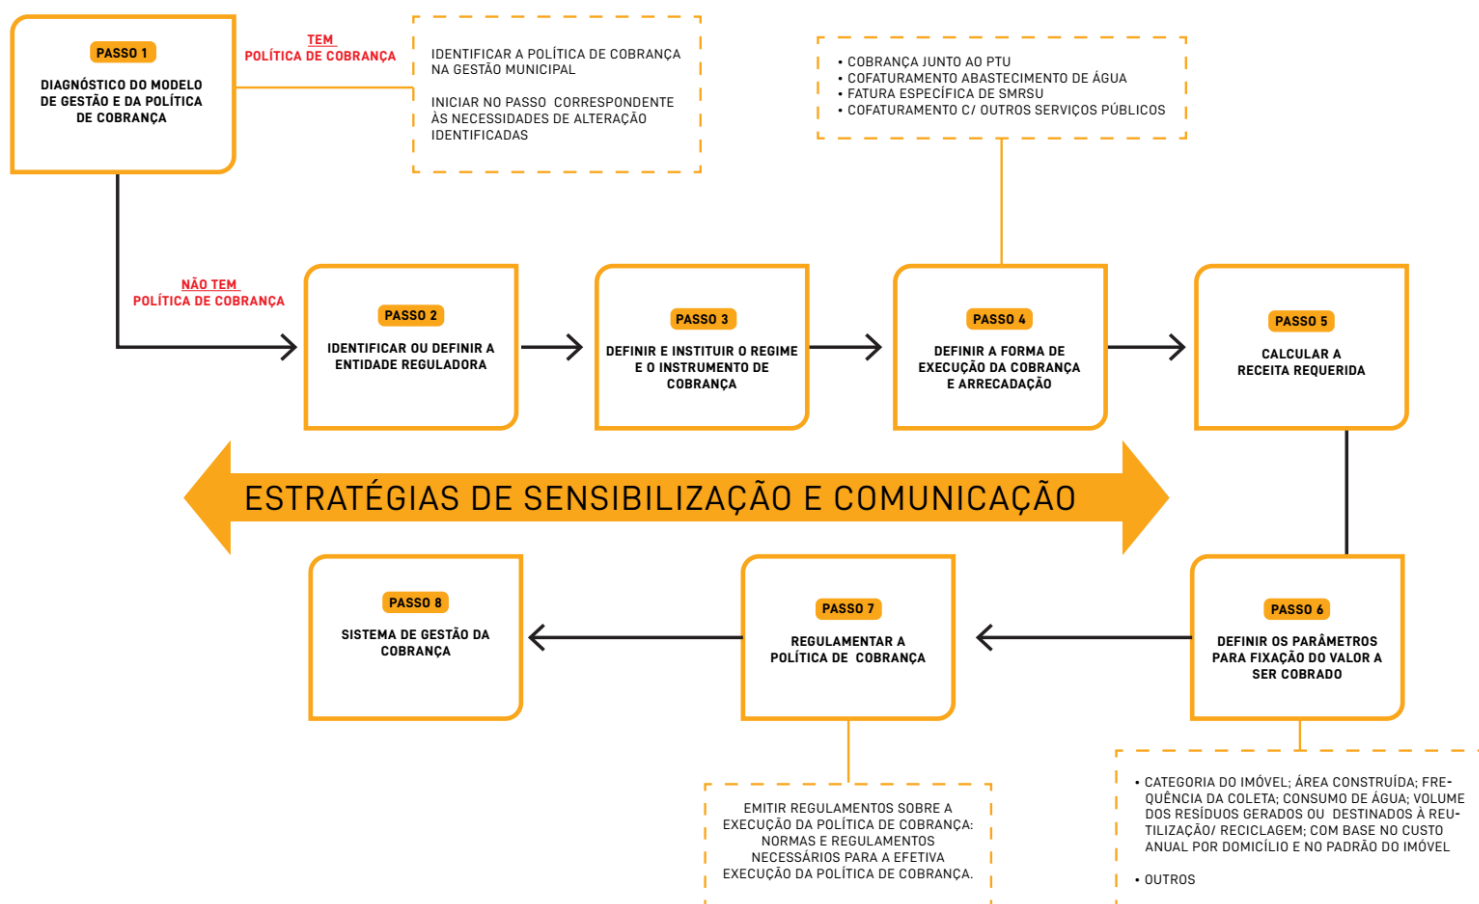 PASSO 1
DIAGNÓSTICO DO MODELO
DE GESTÃO E DA POLÍTICA
DE COBRANÇA
TEM
POLÍTICA DE COBRANÇA
IDENTIFICAR A POLÍTICA DE COBRANÇA
NA GESTÃO MUNICIPAL
INICIAR NO PASSO CORRESPONDENTE
ÀS NECESSIDADES DE ALTERAÇÃO
IDENTIFICADAS
• COBRANÇA JUNTO AO PTU
• COFATURAMENTO ABASTECIMENTO DE ÁGUA
• FATURA ESPECÍFICA DE SMRSU
• COFATURAMENTO C/ OUTROS SERVIÇOS PÚBLICOS
NÃO TEM
POLÍTICA DE COBRANÇA
PASSO 2
IDENTIFICAR OU DEFINIR A
ENTIDADE REGULADORA
PASSO 3
DEFINIR E INSTITUIR O REGIME
E O INSTRUMENTO DE
COBRANÇA
PASSO 4
DEFINIR A FORMA DE
EXECUÇÃO DA COBRANÇA
E ARRECADAÇÃO
PASSO 5
CALCULAR A
RECEITA REQUERIDA
ESTRATÉGIAS DE SENSIBILIZAÇÃO E COMUNICAÇÃO
PASSO 8
SISTEMA DE GESTÃO DA
COBRANÇA
PASSO 7
REGULAMENTAR A
POLÍTICA DE COBRANÇA
PASSO 6
DEFINIR OS PARÂMETROS
PARA FIXAÇÃO DO VALOR A
SER COBRADO
EMITIR REGULAMENTOS SOBRE A
EXECUÇÃO DA POLÍTICA DE COBRANÇA:
NORMAS E REGULAMENTOS
NECESSÁRIOS PARA A EFETIVA
EXECUÇÃO DA POLÍTICA DE COBRANÇA.
• CATEGORIA DO IMÓVEL; ÁREA CONSTRUÍDA; FRE-
QUÊNCIA DA COLETA; CONSUMO DE ÁGUA; VOLUME
DOS RESÍDUOS GERADOS OU DESTINADOS À REU-
TILIZAÇÃO/ RECICLAGEM; COM BASE NO CUSTO
ANUAL POR DOMICÍLIO E NO PADRÃO DO IMÓVEL
• OUTROS